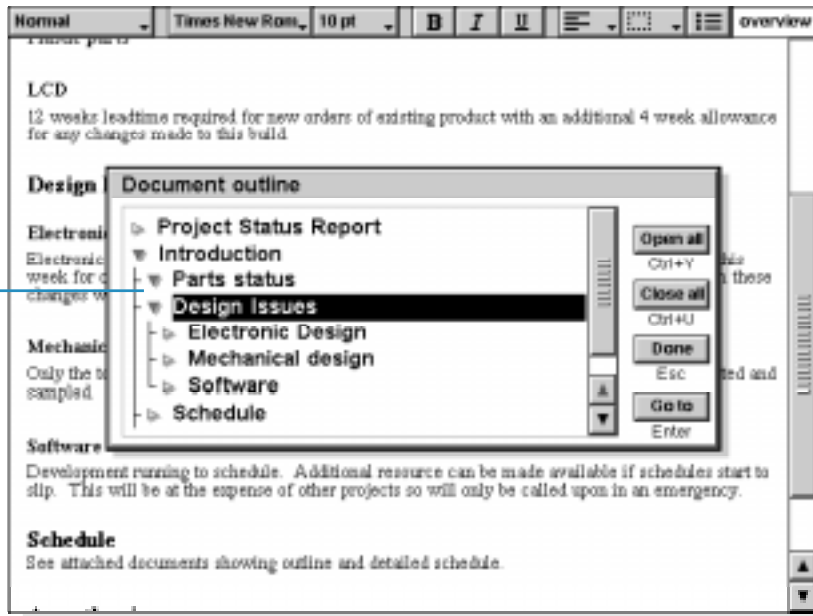 Normal Times New Rom 10 pt B I U overview
LCD
12 weeks leadtime required for new orders of existing product with an additional 4 week allowance
for any changes made to this build
Design
Document outline
Project Status Report
Introduction
Parts status
Design Issues
Electronic Design
Mechanical design
Software
Schedule
Open all
Ctrl+Y
Close all
Ctrl+U
Done
Esc
Go to
Enter
Electroni
Electronic
this
week for
these
changes w
Mechanic
Only the to
ted and
sampled
Software
Development running to schedule. Additional resource can be made available if schedules start to
slip. This will be at the expense of other projects so will only be called upon in an emergency.
Schedule
See attached documents showing outline and detailed schedule.